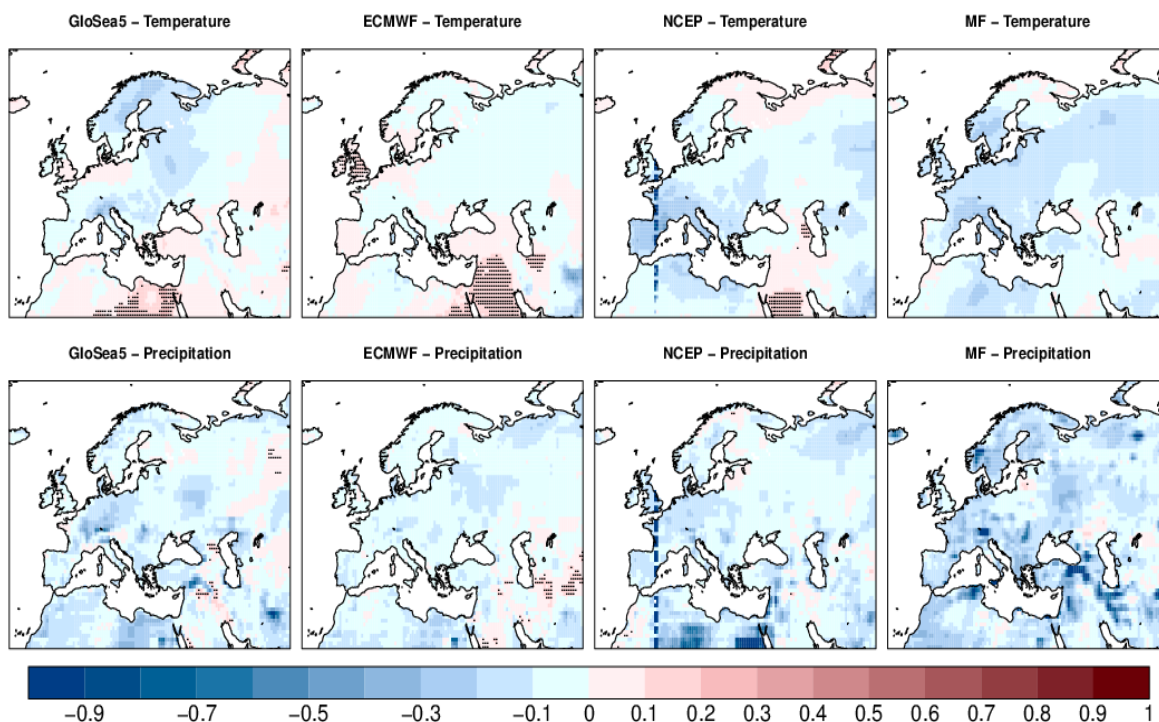 GloSea5 – Temperature ECMWF – Temperature NCEP – Temperature MF – Temperature
GloSea5 – Precipitation ECMWF – Precipitation NCEP – Precipitation MF – Precipitation
−0.9 −0.7 −0.5 −0.3 −0.1 0 0.1 0.2 0.3 0.4 0.5 0.6 0.7 0.8 0.9 1